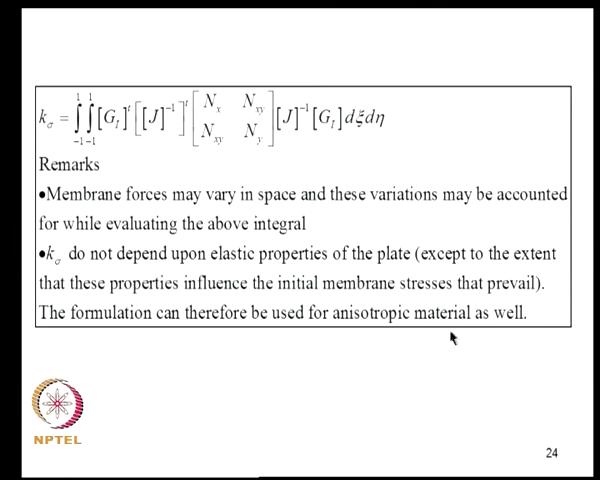 k_σ = ∫_{-1}^{1} ∫_{-1}^{1} [G_I]^t [[J]^{-1}]^t [N_x N_xy; N_xy N_y] [J]^{-1} [G_I] dξdη
Remarks
•Membrane forces may vary in space and these variations may be accounted
for while evaluating the above integral
•k_σ do not depend upon elastic properties of the plate (except to the extent
that these properties influence the initial membrane stresses that prevail).
The formulation can therefore be used for anisotropic material as well.
NPTEL
24